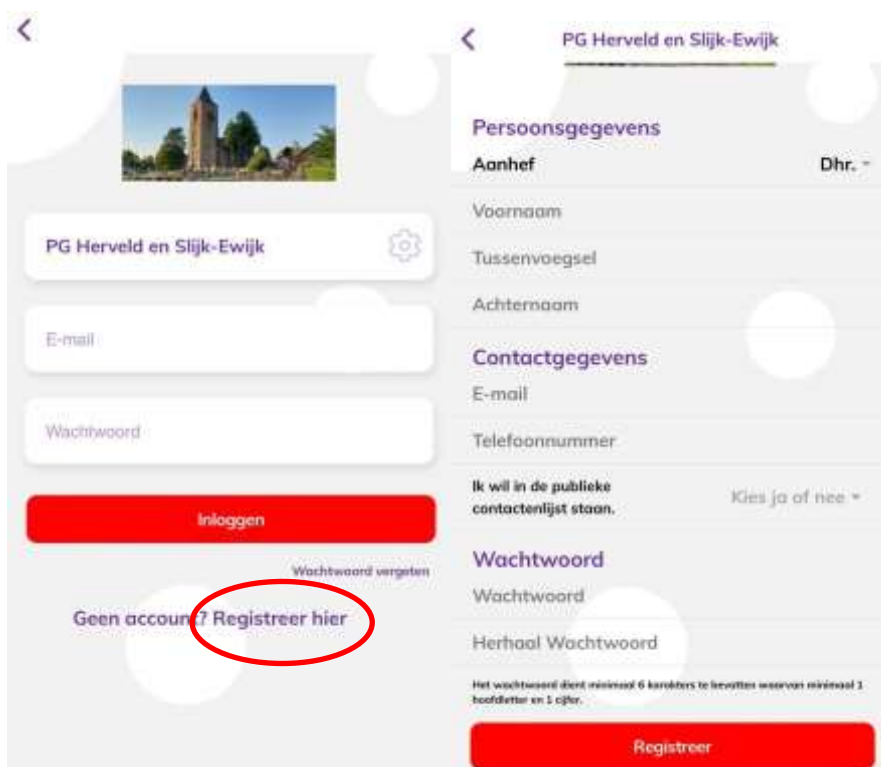 PG Herveld en Slijk-Ewijk
E-mail
Wachtwoord
Inloggen
Wachtwoord vergeten
Geen account? Registreer hier
PG Herveld en Slijk-Ewijk
Persoonsgegevens
Aanhef Dhr.
Voornaam
Tussenvoegsel
Achternaam
Contactgegevens
E-mail
Telefoonnummer
Ik wil in de publieke
contactenlijst staan.
Kies ja of nee
Wachtwoord
Wachtwoord
Herhaal Wachtwoord
Het wachtwoord dient minimaal 6 karakters te bevatten waarvan minimaal 1
hoofdletter en 1 cijfer.
Registreer